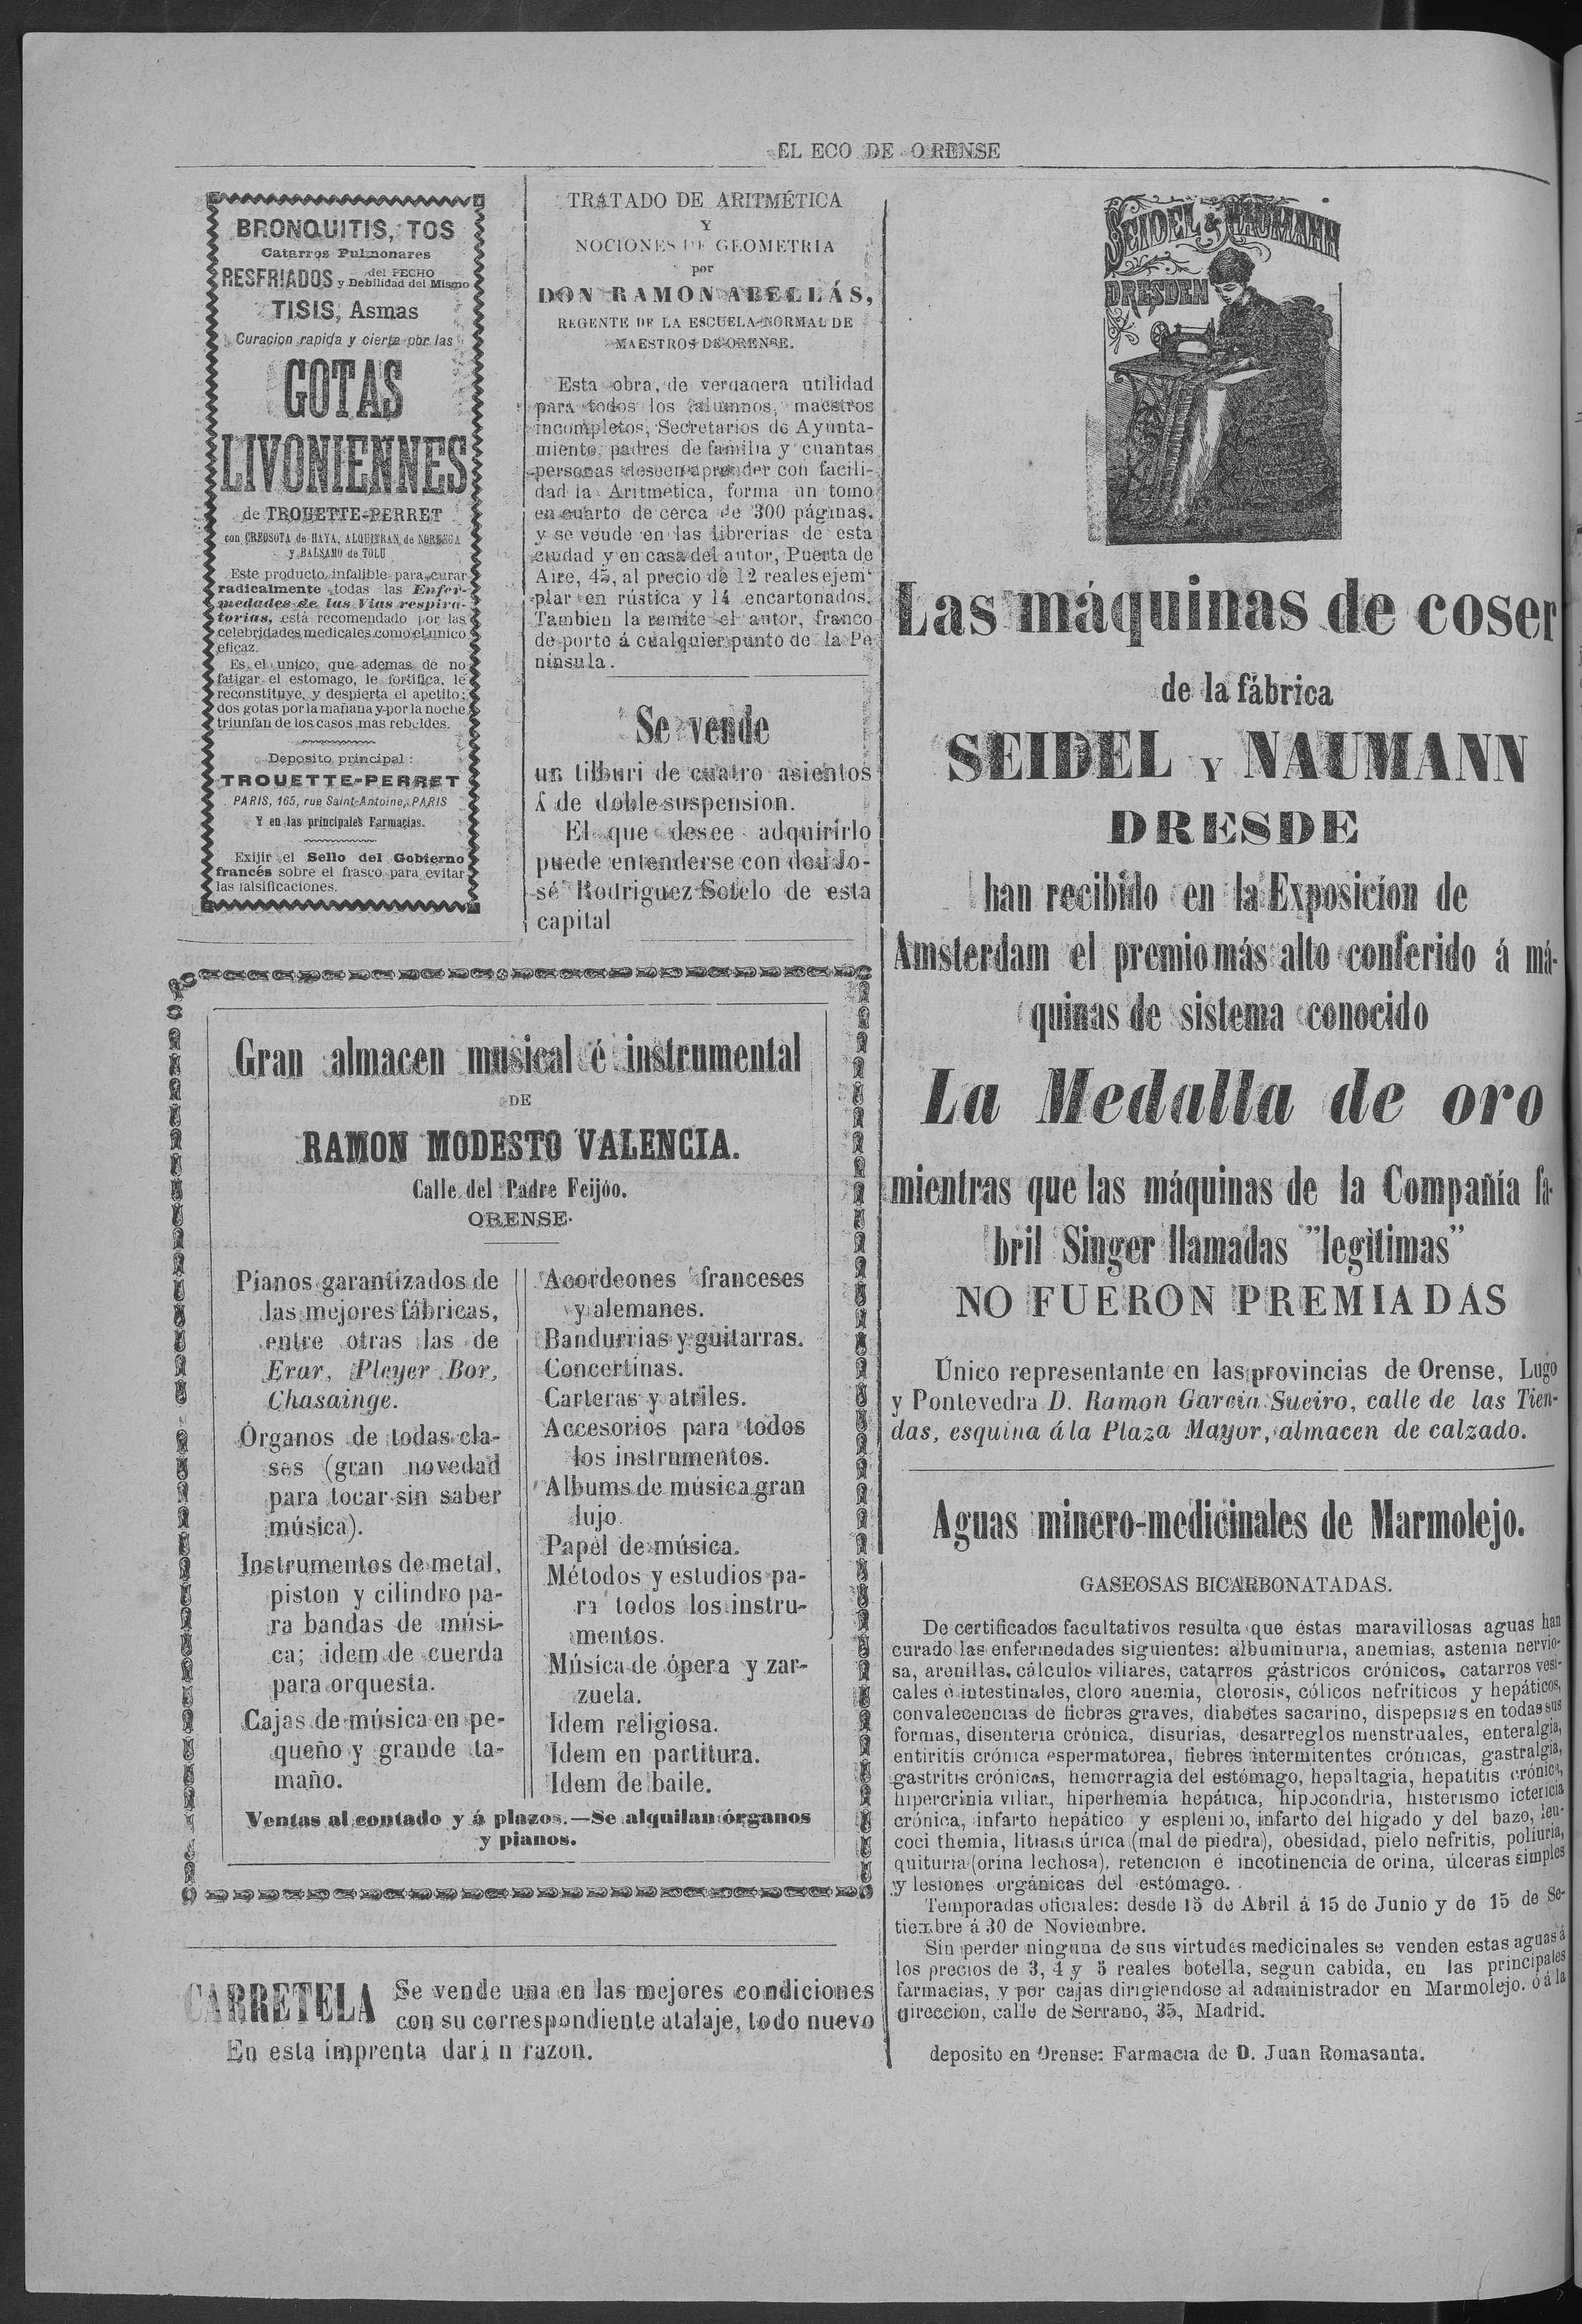 EL ECO DE ORENSE
BRONQUITIS, TOS
Catarros Pulmonares
RESFRIADOS y del PECHO Debilidad del Mismo
TISIS, Asmas
Curacion rapida y cierta por las
GOTAS
LIVONIENNES
de TROUETTE-PERRET
con CREOSOTA de HAYA, ALQUITRAN de NORUEGA
y BALSAMO de TOLU
Este producto, infalible para curar
radicalmente todas las Enfer-
medades de las Vias respira-
torias, está recomendado por las
celebridades medicales como el unico
eficaz.
Es el unico, que ademas de no
fatigar el estomago, le fortifica, le
reconstituye, y despierta el apetito;
dos gotas por la mañana y por la noche
triunfan de los casos mas rebeldes.
Deposito principal :
TROUETTE-PERRET
PARIS, 165, rue Saint-Antoine, PARIS
Y en las principales Farmacias.
Exijir el Sello del Gobierno
francés sobre el frasco para evitar
las falsificaciones.
TRATADO DE ARITMÉTICA
Y
NOCIONES DE GEOMETRIA
por
DON RAMON ABELLÁS,
REGENTE DE LA ESCUELA NORMAL DE
MAESTROS DE ORENSE.
Esta obra, de verdadera utilidad
para todos los alumnos, maestros
incompletos, Secretarios de Ayunta-
miento, padres de familia y cuantas
personas deseen aprender con facili-
dad la Aritmética, forma un tomo
en cuarto de cerca de 300 páginas.
y se vende en las librerias de esta
ciudad y en casa del autor, Puerta de
Aire, 45, al precio de 12 reales ejem-
plar en rústica y 14 encartonados.
Tambien la remite el autor, franco
de porte á cualquier punto de la Pe
nínsula.
Se vende
un tilburi de cuatro asientos
á de doble suspension.
El que desee adquirirlo
puede entenderse con don Jo-
sé Rodriguez Sotelo de esta
capital
Gran almacen musical é instrumental
DE
RAMON MODESTO VALENCIA.
Calle del Padre Feijóo.
ORENSE.
Pianos garantizados de
las mejores fábricas,
entre otras las de
Erar, Pleyer Bor,
Chasainge.
Órganos de todas cla-
ses (gran novedad
para tocar sin saber
música).
Instrumentos de metal,
piston y cilindro pa-
ra bandas de músi-
ca; idem de cuerda
para orquesta.
Cajas de música en pe-
queño y grande ta-
maño.
Acordeones franceses
y alemanes.
Bandurrias y guitarras.
Concertinas.
Carteras y atriles.
Accesorios para todos
los instrumentos.
Albums de música gran
lujo.
Papel de música.
Métodos y estudios pa-
ra todos los instru-
mentos.
Música de ópera y zar-
zuela.
Idem religiosa.
Idem en partitura.
Idem de baile.
Ventas al contado y á plazos.—Se alquilan órganos
y pianos.
CARRETELA Se vende una en las mejores condiciones
con su correspondiente atalaje, todo nuevo
En esta imprenta darán razon.
SEIDEL & NAUMANN
DRESDEN
Las máquinas de coser
de la fábrica
SEIDEL Y NAUMANN
DRESDE
han recibido en la Exposicíon de
Amsterdam el premio más alto conferido á má-
quinas de sistema conocido
La Medalla de oro
mientras que las máquinas de la Compañía fa-
bril Singer llamadas "legitimas"
NO FUERON PREMIADAS
Único representante en las provincias de Orense, Lugo
y Pontevedra D. Ramon Garcia Sueiro, calle de las Tien-
das, esquina á la Plaza Mayor, almacen de calzado.
Aguas minero-medicinales de Marmolejo.
GASEOSAS BICARBONATADAS.
De certificados facultativos resulta que éstas maravillosas aguas han
curado las enfermedades siguientes: albuminuria, anemias, astenia nervio-
sa, arenillas, cálculos viliares, catarros gástricos crónicos, catarros vesi-
cales é intestinales, cloro anemia, clorosis, cólicos nefríticos y hepáticos,
convalecencias de fiebres graves, diabetes sacarino, dispepsias en todas sus
formas, disenteria crónica, disurias, desarreglos menstruales, enteralgia,
entiritis crónica espermatorea, fiebres intermitentes crónicas, gastralgia,
gastritis crónicas, hemorragia del estómago, hepaltagia, hepatitis crónica,
hipercrinia viliar, hiperhemia hepática, hipocondria, histerismo ictericia
crónica, infarto hepático y esplenico, infarto del higado y del bazo, leu-
coci themia, litiasis úrica (mal de piedra), obesidad, pielo nefritis, poliuria,
quituria (orina lechosa), retencion é incotinencia de orina, úlceras simples
y lesiones orgánicas del estómago.
Temporadas oficiales: desde 15 de Abril á 15 de Junio y de 15 de Se-
tiembre á 30 de Noviembre.
Sin perder ninguna de sus virtudes medicinales se venden estas aguas á
los precios de 3, 4 y 5 reales botella, segun cabida, en las principales
farmacias, y por cajas dirigiendose al administrador en Marmolejo. ó á la
direccion, calle de Serrano, 35, Madrid.
deposito en Orense: Farmacia de D. Juan Romasanta.